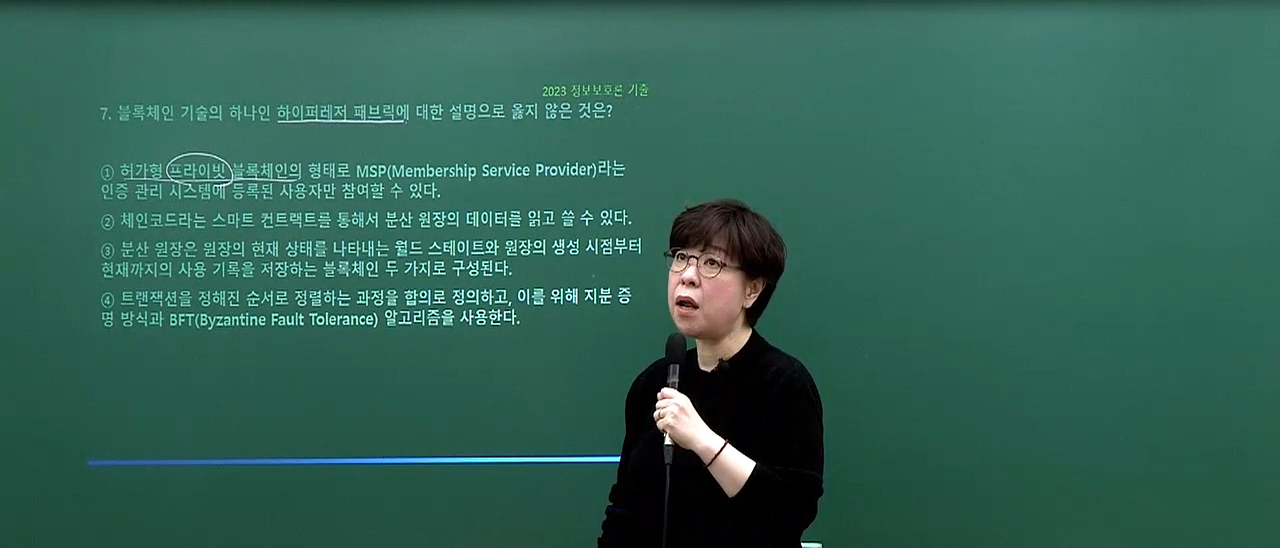 2023 정보보호론 기출
7. 블록체인 기술의 하나인 하이퍼레저 패브릭에 대한 설명으로 옳지 않은 것은?
① 허가형 프라이빗 블록체인의 형태로 MSP(Membership Service Provider)라는
인증 관리 시스템에 등록된 사용자만 참여할 수 있다.
② 체인코드라는 스마트 컨트랙트를 통해서 분산 원장의 데이터를 읽고 쓸 수 있다.
③ 분산 원장은 원장의 현재 상태를 나타내는 월드 스테이트와 원장의 생성 시점부터
현재까지의 사용 기록을 저장하는 블록체인 두 가지로 구성된다.
④ 트랜잭션을 정해진 순서로 정렬하는 과정을 합의로 정의하고, 이를 위해 지분 증
명 방식과 BFT(Byzantine Fault Tolerance) 알고리즘을 사용한다.